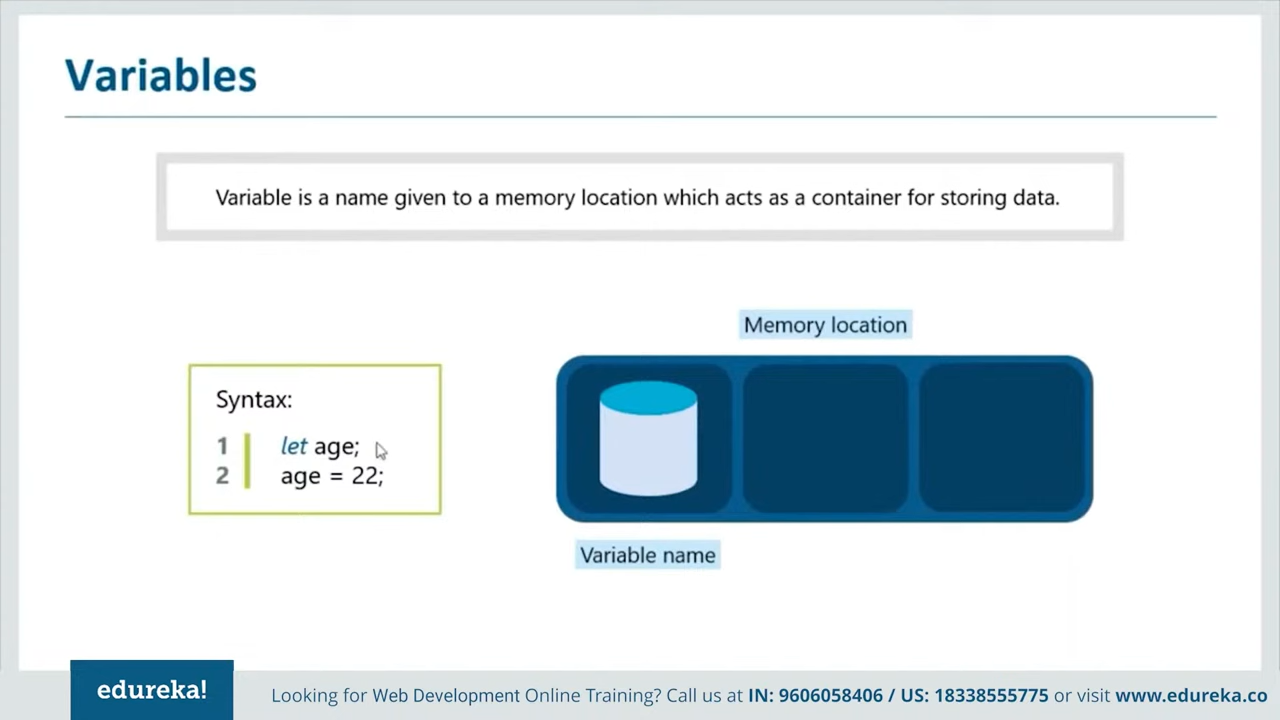 Variables
Variable is a name given to a memory location which acts as a container for storing data.
Memory location
Syntax:
1 let age;
2 age = 22;
Variable name
edureka!
Looking for Web Development Online Training? Call us at IN: 9606058406 / US: 18338555775 or visit www.edureka.co